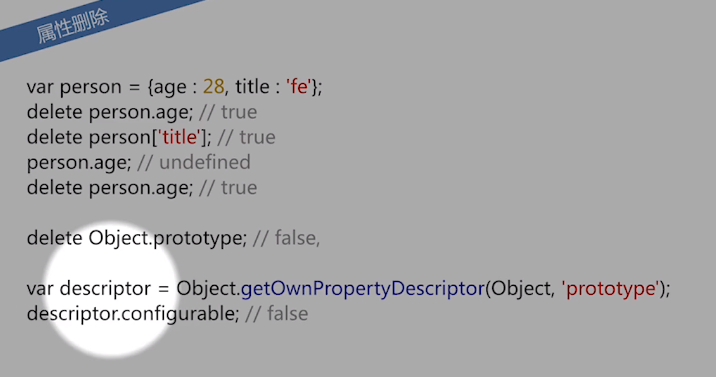 属性删除
var person = {age : 28, title : 'fe'};
delete person.age; // true
delete person['title']; // true
person.age; // undefined
delete person.age; // true
delete Object.prototype; // false,
var descriptor = Object.getOwnPropertyDescriptor(Object, 'prototype');
descriptor.configurable; // false